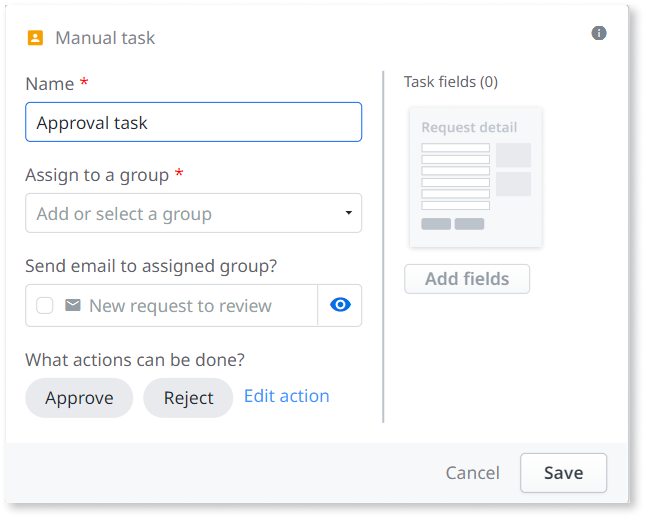 Manual task
Name *
Approval task
Assign to a group *
Add or select a group
Send email to assigned group?
New request to review
What actions can be done?
Approve Reject Edit action
Task fields (0)
Request detail
Add fields
Cancel Save